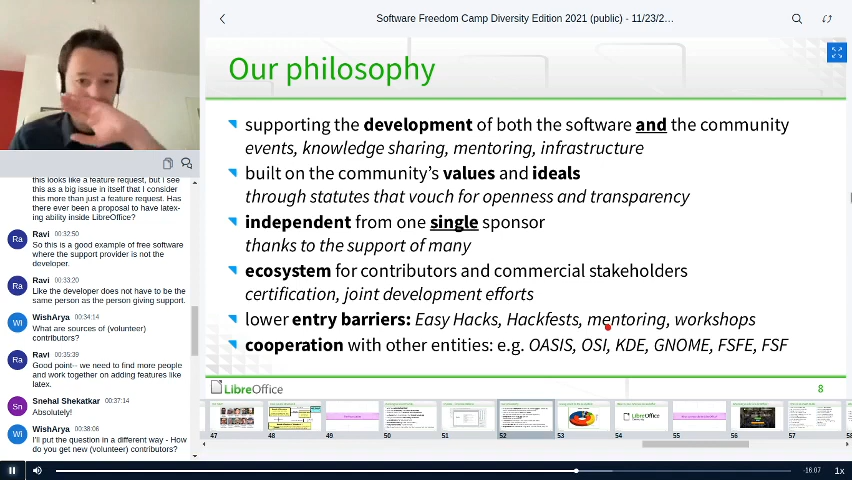 Software Freedom Camp Diversity Edition 2021 (public) - 11/23/2...
Our philosophy
supporting the development of both the software and the community
events, knowledge sharing, mentoring, infrastructure
built on the community's values and ideals
through statutes that vouch for openness and transparency
independent from one single sponsor
thanks to the support of many
ecosystem for contributors and commercial stakeholders
certification, joint development efforts
lower entry barriers: Easy Hacks, Hackfests, mentoring, workshops
cooperation with other entities: e.g. OASIS, OSI, KDE, GNOME, FSFE, FSF
LibreOffice
8
this looks like a feature request, but I see
this as a big issue in itself that I consider
this more than just a feature request. Has
there ever been a proposal to have latex-
ing ability inside LibreOffice?
Ra
Ravi 00:32:50
So this is a good example of free software
where the support provider is not the
developer.
Ra
Ravi 00:33:20
Like the developer does not have to be the
same person as the person giving support.
Wi
WishArya 00:34:14
What are sources of (volunteer)
contributors?
Ra
Ravi 00:35:39
Good point-- we need to find more people
and work together on adding features like
latex.
Sn
Snehal Shekatkar 00:37:14
Absolutely!
Wi
WishArya 00:38:06
I'll put the question in a different way - How
do you get new (volunteer) contributors?
LibreOffice
47 48 49 50 51 52 53 54 55 56 57 58
-16:07
1x